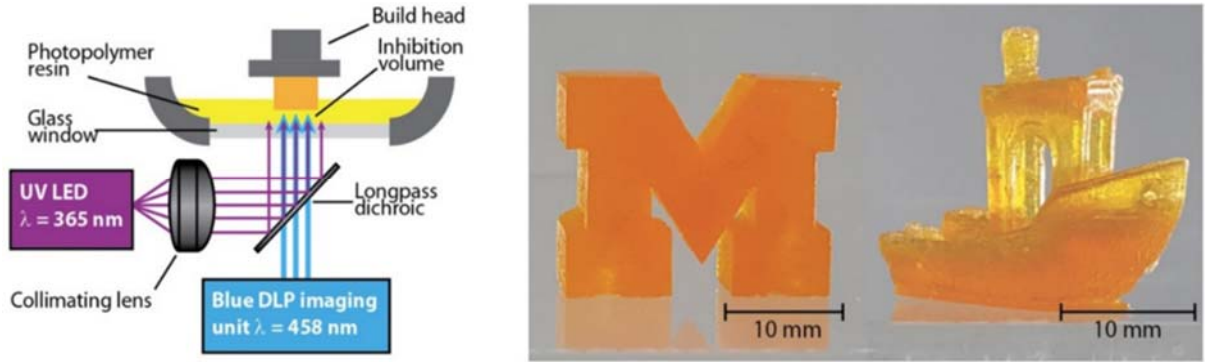 Build head
Photopolymer
resin
Inhibition
volume
Glass
window
UV LED
λ = 365 nm
Longpass
dichroic
Collimating lens
Blue DLP imaging
unit λ = 458 nm
10 mm
10 mm